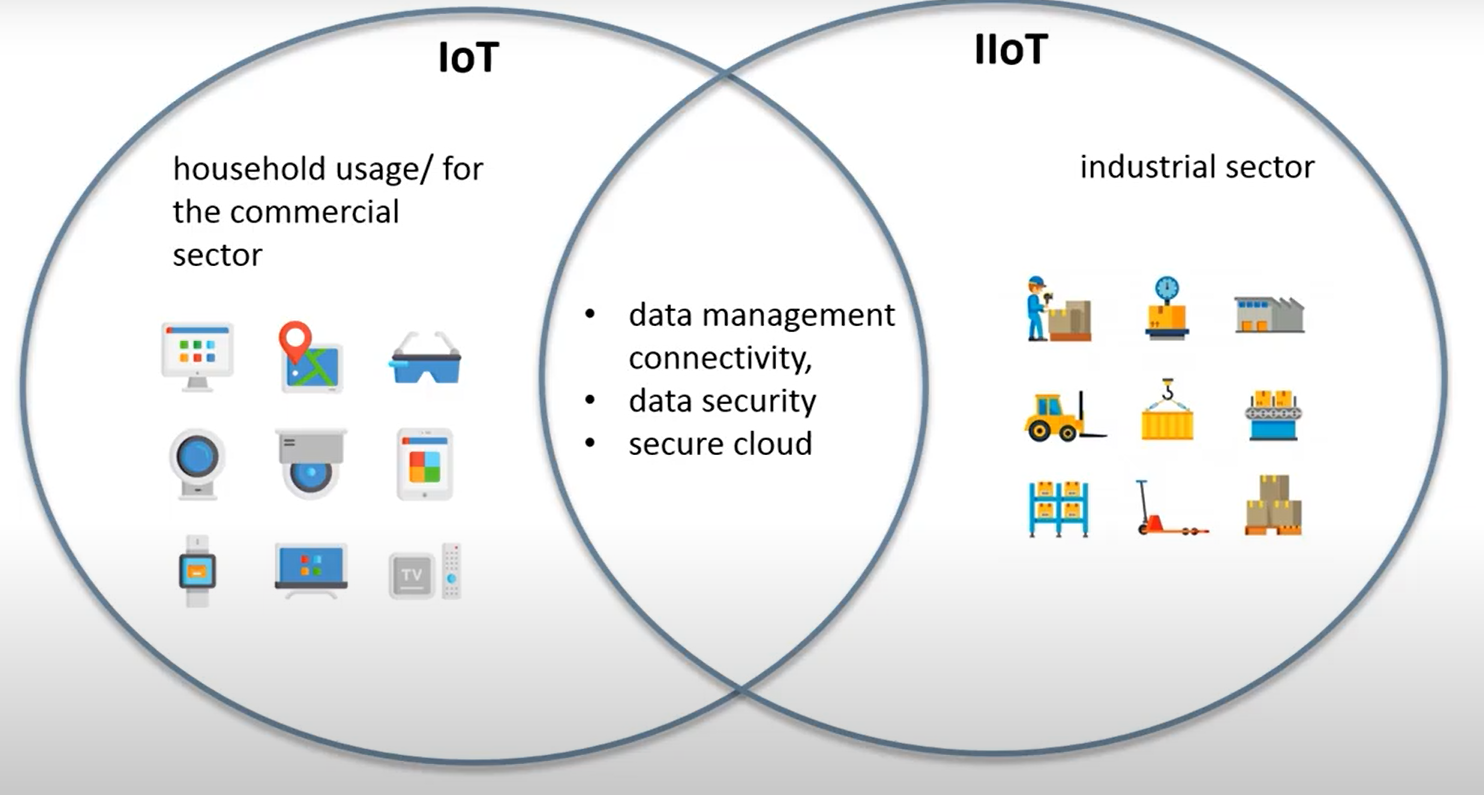 IoT
household usage/ for
the commercial
sector
TV
• data management
connectivity,
• data security
• secure cloud
IIoT
industrial sector